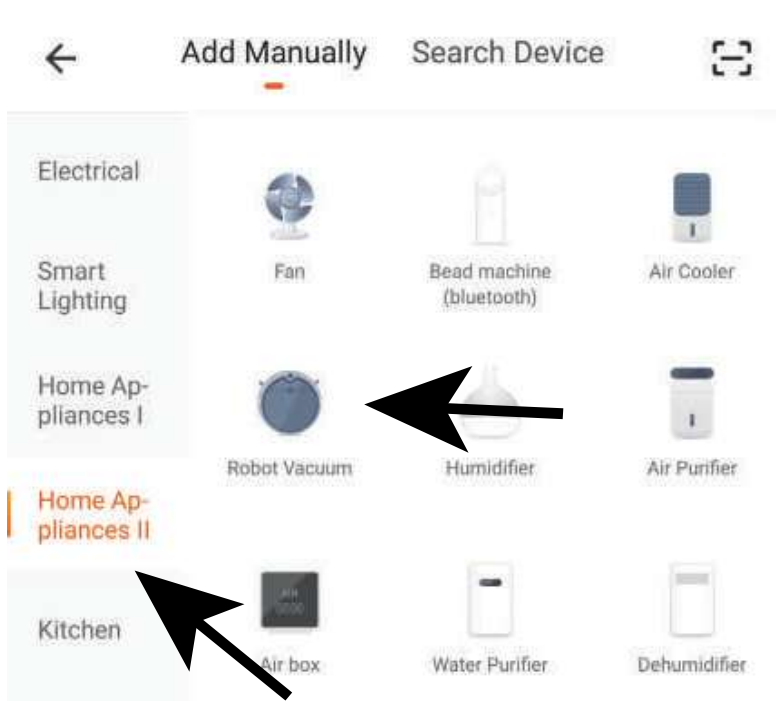 Add Manually
Search Device
Electrical
Smart
Lighting
Home Ap-
pliances I
Home Ap-
pliances II
Kitchen
Fan
Bead machine
(bluetooth)
Air Cooler
Robot Vacuum
Humidifier
Air Purifier
Air box
Water Purifier
Dehumidifier